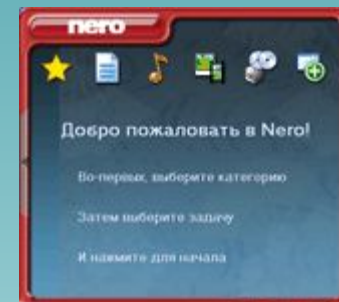 nero
Добро пожаловать в Nero!
Во-первых, выберите категорию
Затем выберите задачу
И нажмите для начала